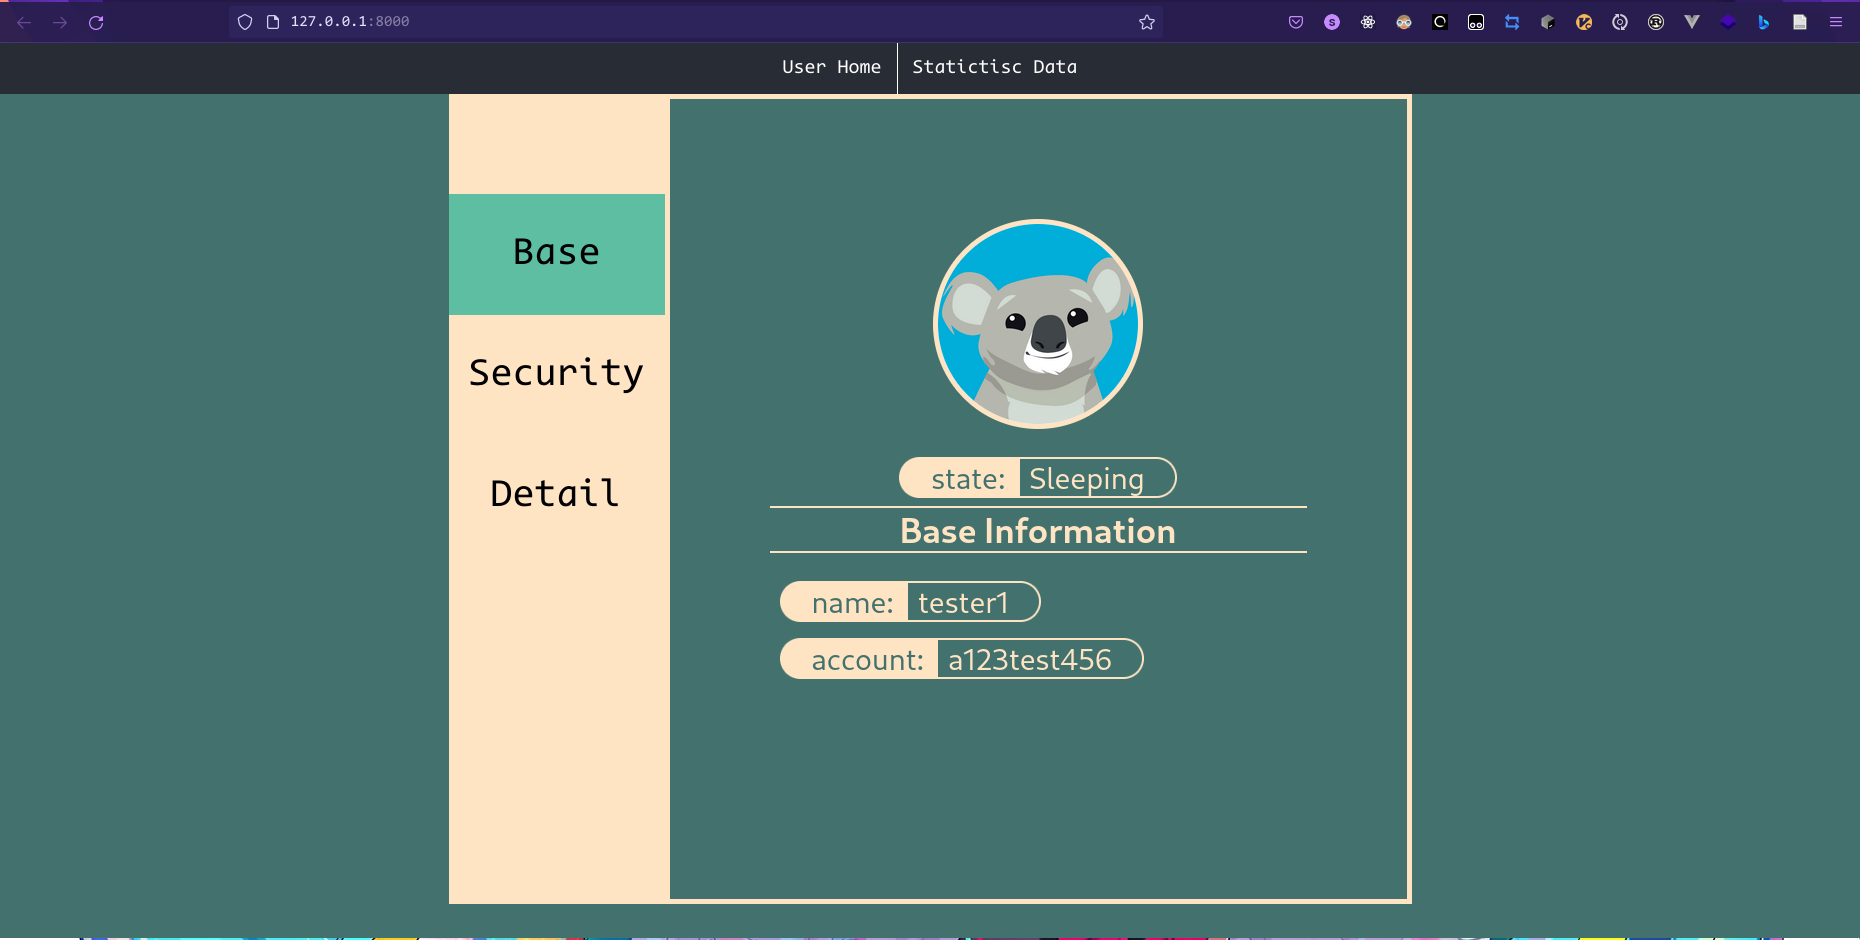 127.0.0.1:8000
User Home
Statictisc Data
Base
Security
Detail
state: Sleeping
Base Information
name: tester1
account: a123test456